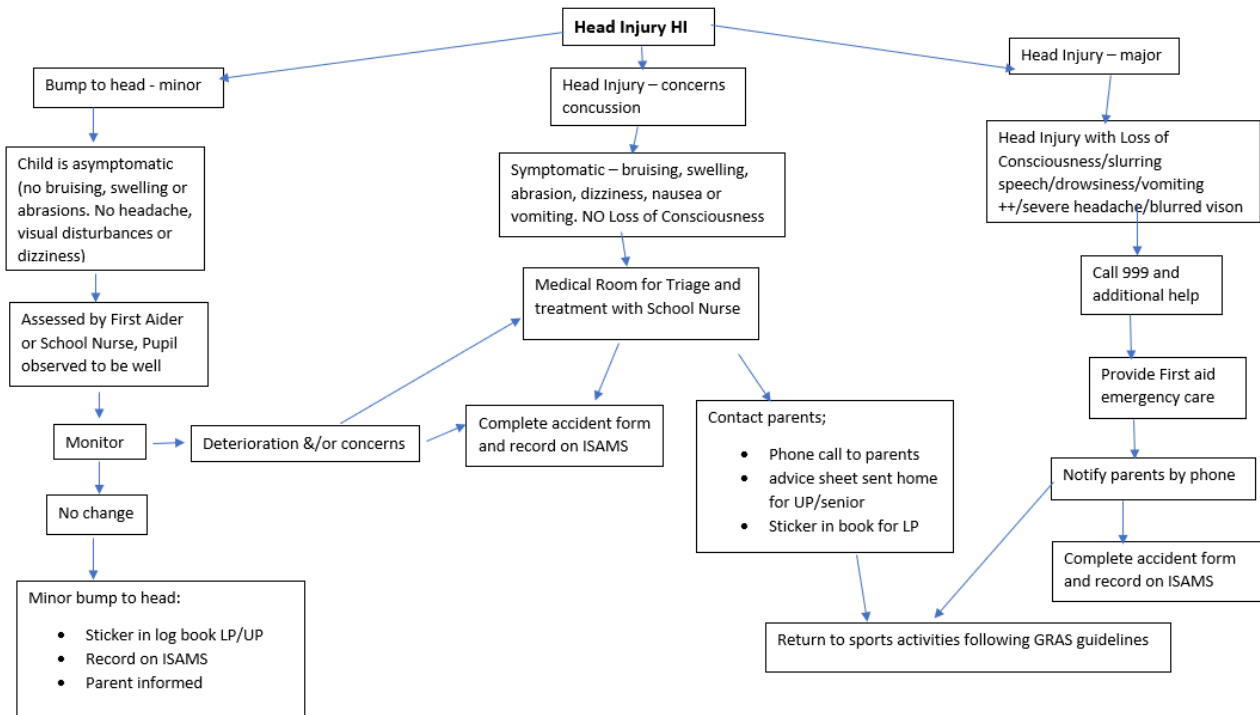 Head Injury HI
Bump to head - minor
Head Injury – concerns
concussion
Head Injury – major
Child is asymptomatic
(no bruising, swelling or
abrasions. No headache,
visual disturbances or
dizziness)
Symptomatic – bruising, swelling,
abrasion, dizziness, nausea or
vomiting. NO Loss of Consciousness
Head Injury with Loss of
Consciousness/slurring
speech/drowsiness/vomiting
++/severe headache/blurred vison
Assessed by First Aider
or School Nurse, Pupil
observed to be well
Medical Room for Triage and
treatment with School Nurse
Call 999 and
additional help
Provide First aid
emergency care
Monitor
Deterioration &/or concerns
Complete accident form
and record on ISAMS
Contact parents;
• Phone call to parents
• advice sheet sent home
for UP/senior
• Sticker in book for LP
Notify parents by phone
No change
Complete accident form
and record on ISAMS
Minor bump to head:
• Sticker in log book LP/UP
• Record on ISAMS
• Parent informed
Return to sports activities following GRAS guidelines